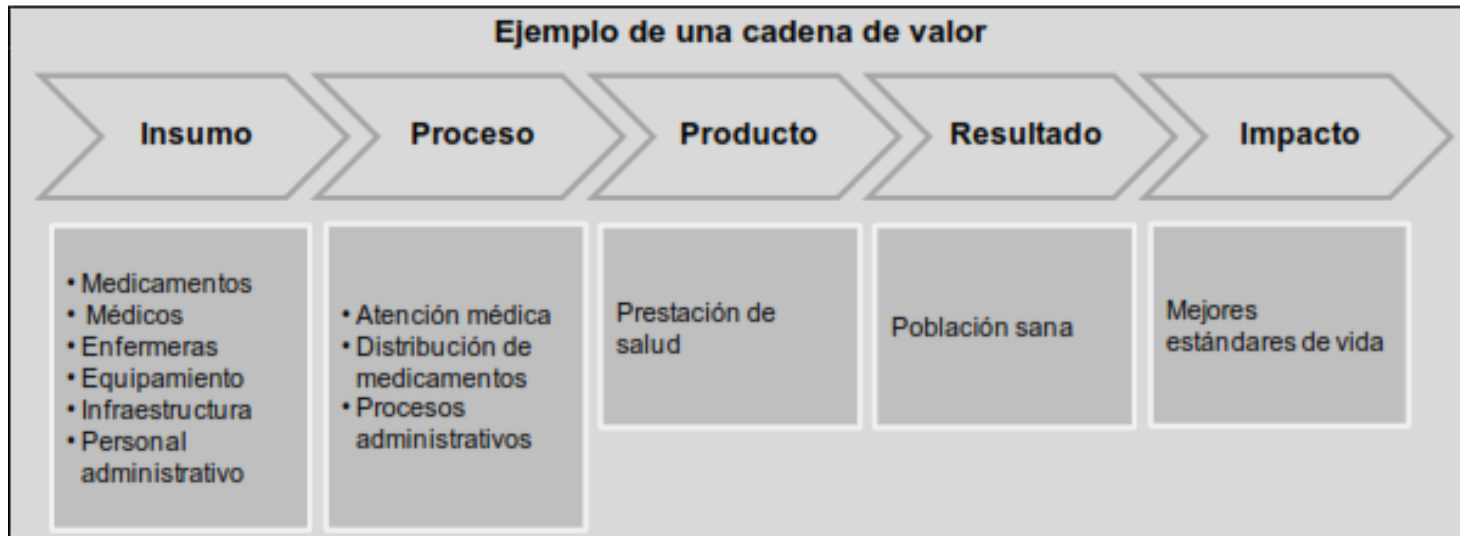 Ejemplo de una cadena de valor
Insumo
Proceso
Producto
Resultado
Impacto
• Medicamentos
• Médicos
• Enfermeras
• Equipamiento
• Infraestructura
• Personal
administrativo
• Atención médica
• Distribución de
medicamentos
• Procesos
administrativos
Prestación de
salud
Población sana
Mejores
estándares de vida